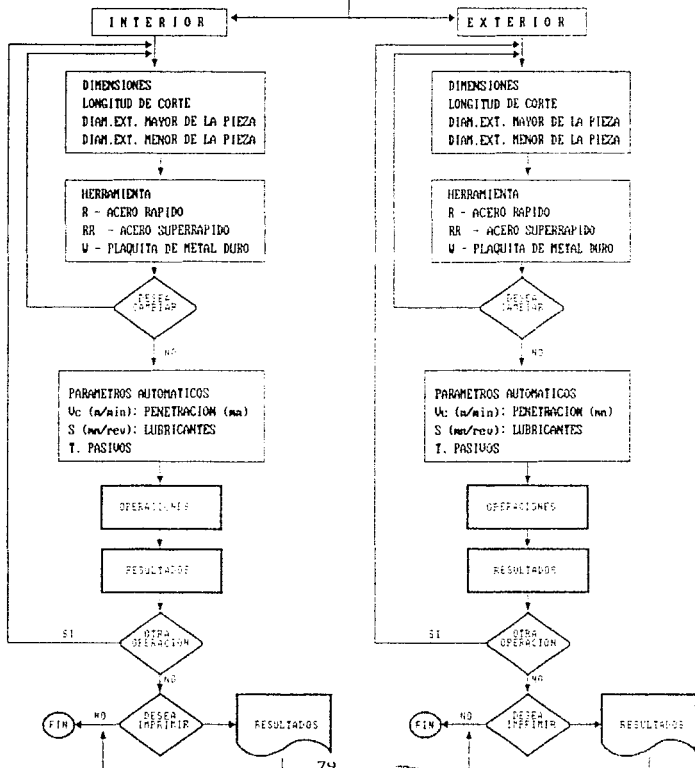 INTERIOR
DIMENSIONES
LONGITUD DE CORTE
DIAM.EXT. MAYOR DE LA PIEZA
DIAM.EXT. MENOR DE LA PIEZA
HERRAMIENTA
R - ACERO RAPIDO
RR - ACERO SUPERRAPIDO
W - PLAQUITA DE METAL DURO
DESEA
CAMBIAR
NO
PARAMETROS AUTOMATICOS
Vc (m/min): PENETRACION (mm)
S (mm/rev): LUBRICANTES
T. PASIVOS
OPERACIONES
RESULTADOS
SI
OTRA
OPERACION
NO
FIN
NO
DESEA
IMPRIMIR
RESULTADOS
EXTERIOR
DIMENSIONES
LONGITUD DE CORTE
DIAM.EXT. MAYOR DE LA PIEZA
DIAM.EXT. MENOR DE LA PIEZA
HERRAMIENTA
R - ACERO RAPIDO
RR - ACERO SUPERRAPIDO
W - PLAQUITA DE METAL DURO
DESEA
CAMBIAR
NO
PARAMETROS AUTOMATICOS
Vc (m/min): PENETRACION (mm)
S (mm/rev): LUBRICANTES
T. PASIVOS
OPERACIONES
RESULTADOS
SI
OTRA
OPERACION
NO
FIN
NO
DESEA
IMPRIMIR
RESULTADOS
79